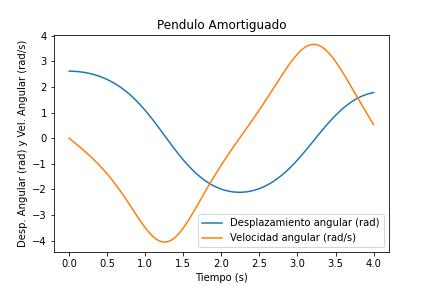 Pendulo Amortiguado
Desp. Angular (rad) y Vel. Angular (rad/s)
4
3
2
1
0
−1
−2
−3
−4
0.0 0.5 1.0 1.5 2.0 2.5 3.0 3.5 4.0
Tiempo (s)
Desplazamiento angular (rad)
Velocidad angular (rad/s)